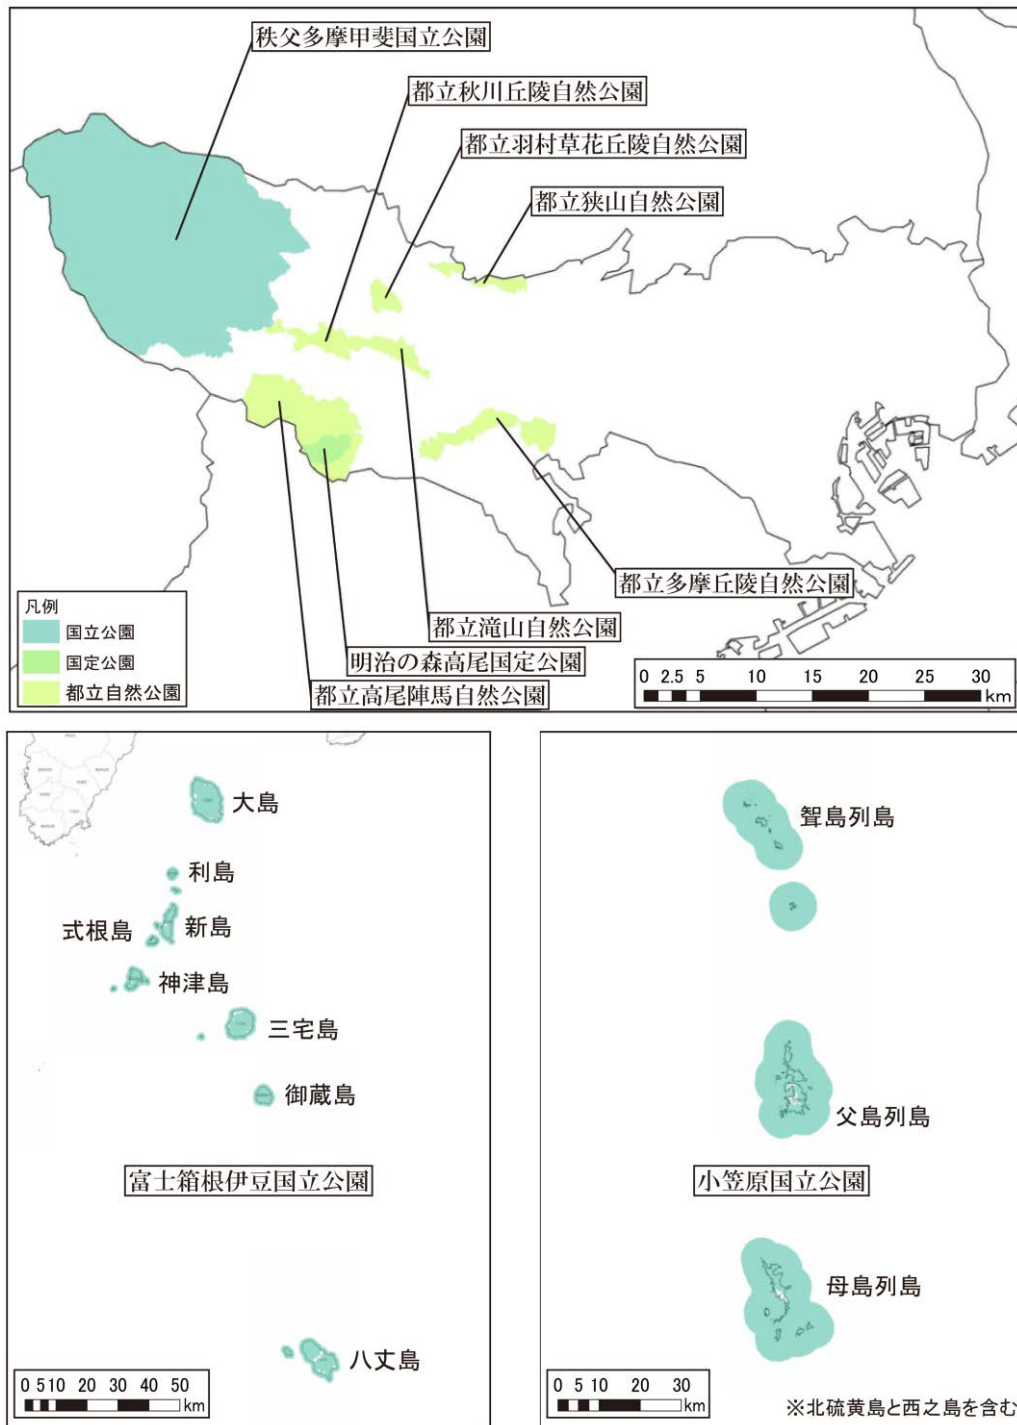 秩父多摩甲斐国立公園
都立秋川丘陵自然公園
都立羽村草花丘陵自然公園
都立狭山自然公園
都立多摩丘陵自然公園
都立滝山自然公園
明治の森高尾国定公園
都立高尾陣馬自然公園
凡例
国立公園
国定公園
都立自然公園
0 2.5 5 10 15 20 25 30
km
大島
利島
新島
式根島
神津島
三宅島
御蔵島
富士箱根伊豆国立公園
八丈島
0 5 10 20 30 40 50
km
聟島列島
父島列島
小笠原国立公園
母島列島
0 5 10 20 30
km
※北硫黄島と西之島を含む